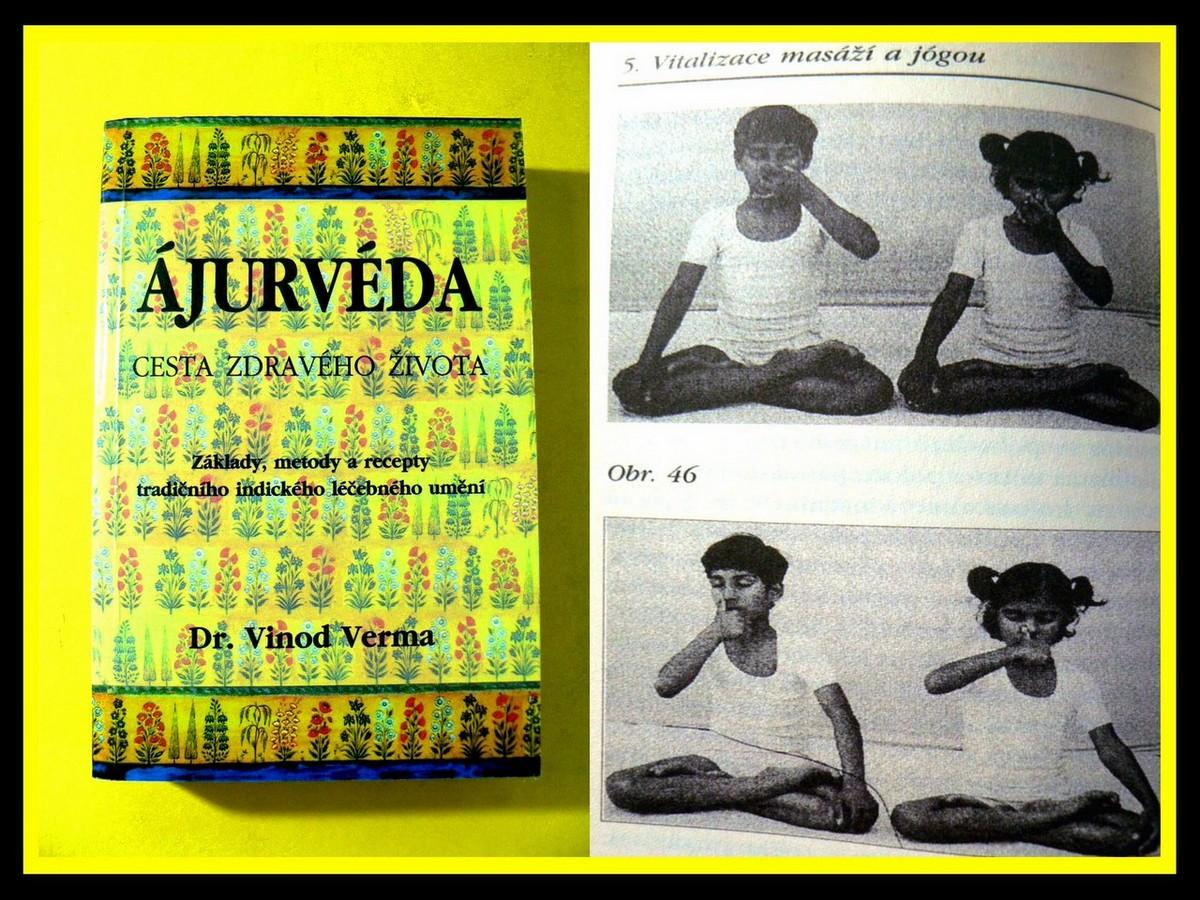 ÁJURVÉDA
CESTA ZDRAVÉHO ŽIVOTA
Základy, metody a recepty
tradičního indického léčebného umění
Dr. Vinod Verma
5. Vitalizace masáží a jógou
Obr. 46